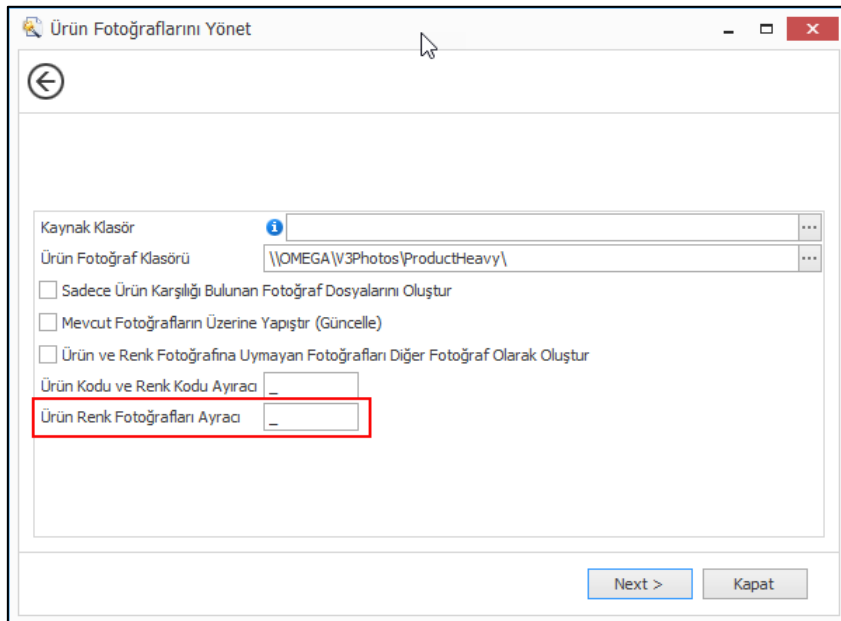 Ürün Fotoğraflarını Yönet
Kaynak Klasör
Ürün Fotoğraf Klasörü \\OMEGA\V3Photos\ProductHeavy\
Sadece Ürün Karşılığı Bulunan Fotoğraf Dosyalarını Oluştur
Mevcut Fotoğrafların Üzerine Yapıştır (Güncelle)
Ürün ve Renk Fotoğrafına Uymayan Fotoğrafları Diğer Fotoğraf Olarak Oluştur
Ürün Kodu ve Renk Kodu Ayıracı _
Ürün Renk Fotoğrafları Ayracı _
Next > Kapat